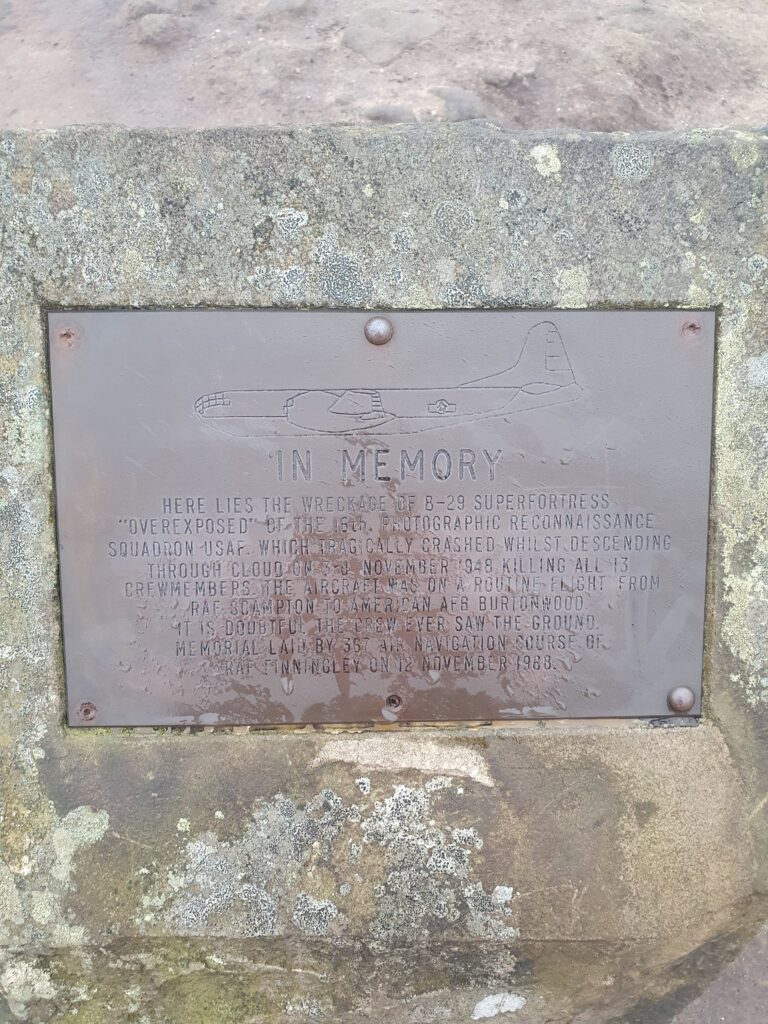 IN MEMORY
HERE LIES THE WRECKAGE OF B-29 SUPERFORTRESS
"OVEREXPOSED" OF THE 16TH. PHOTOGRAPHIC RECONNAISSANCE
SQUADRON USAF. WHICH TRAGICALLY CRASHED WHILST DESCENDING
THROUGH CLOUD ON 3RD. NOVEMBER 1948 KILLING ALL 13
CREWMEMBERS. THE AIRCRAFT WAS ON A ROUTINE FLIGHT FROM
RAF SCAMPTON TO AMERICAN AFB BURTONWOOD.
IT IS DOUBTFUL THE CREW EVER SAW THE GROUND.
MEMORIAL LAID BY 367 AIR NAVIGATION COURSE OF
RAF FINNINGLEY ON 12 NOVEMBER 1988.